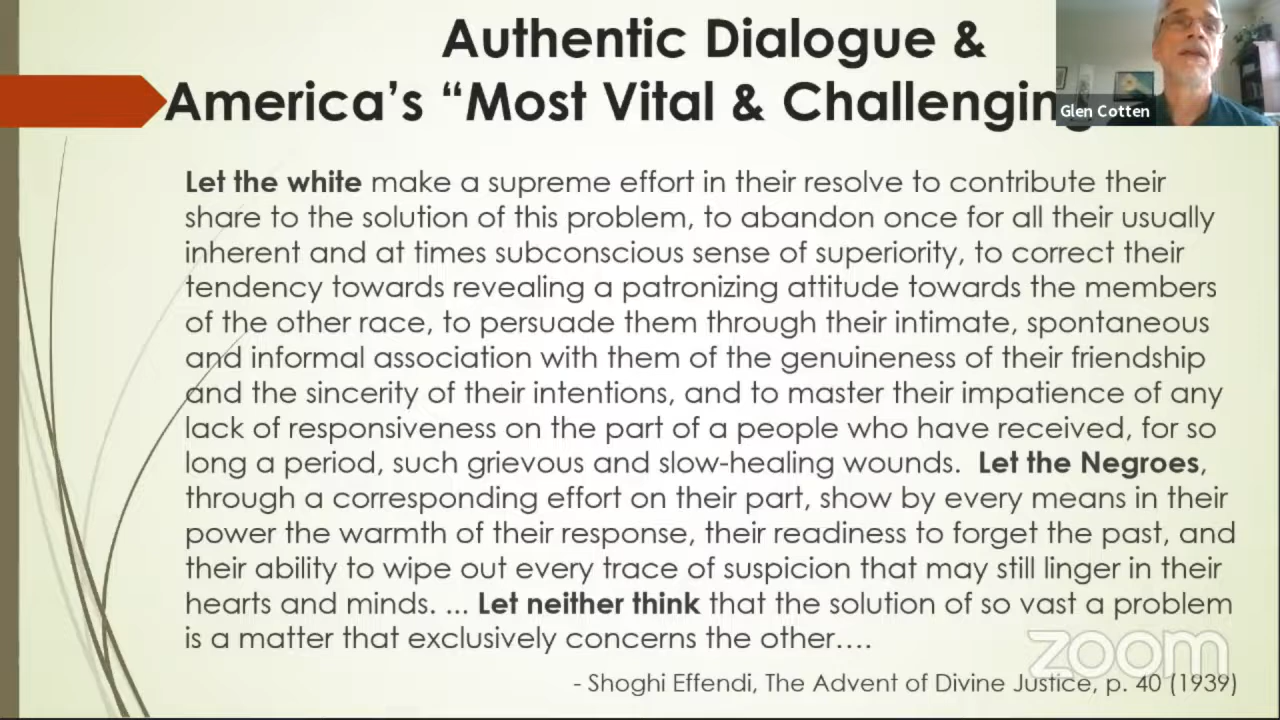 Authentic Dialogue &
America's "Most Vital & Challenging
Glen Cotten
Let the white make a supreme effort in their resolve to contribute their
share to the solution of this problem, to abandon once for all their usually
inherent and at times subconscious sense of superiority, to correct their
tendency towards revealing a patronizing attitude towards the members
of the other race, to persuade them through their intimate, spontaneous
and informal association with them of the genuineness of their friendship
and the sincerity of their intentions, and to master their impatience of any
lack of responsiveness on the part of a people who have received, for so
long a period, such grievous and slow-healing wounds. Let the Negroes,
through a corresponding effort on their part, show by every means in their
power the warmth of their response, their readiness to forget the past, and
their ability to wipe out every trace of suspicion that may still linger in their
hearts and minds. ... Let neither think that the solution of so vast a problem
is a matter that exclusively concerns the other....
zoom
- Shoghi Effendi, The Advent of Divine Justice, p. 40 (1939)